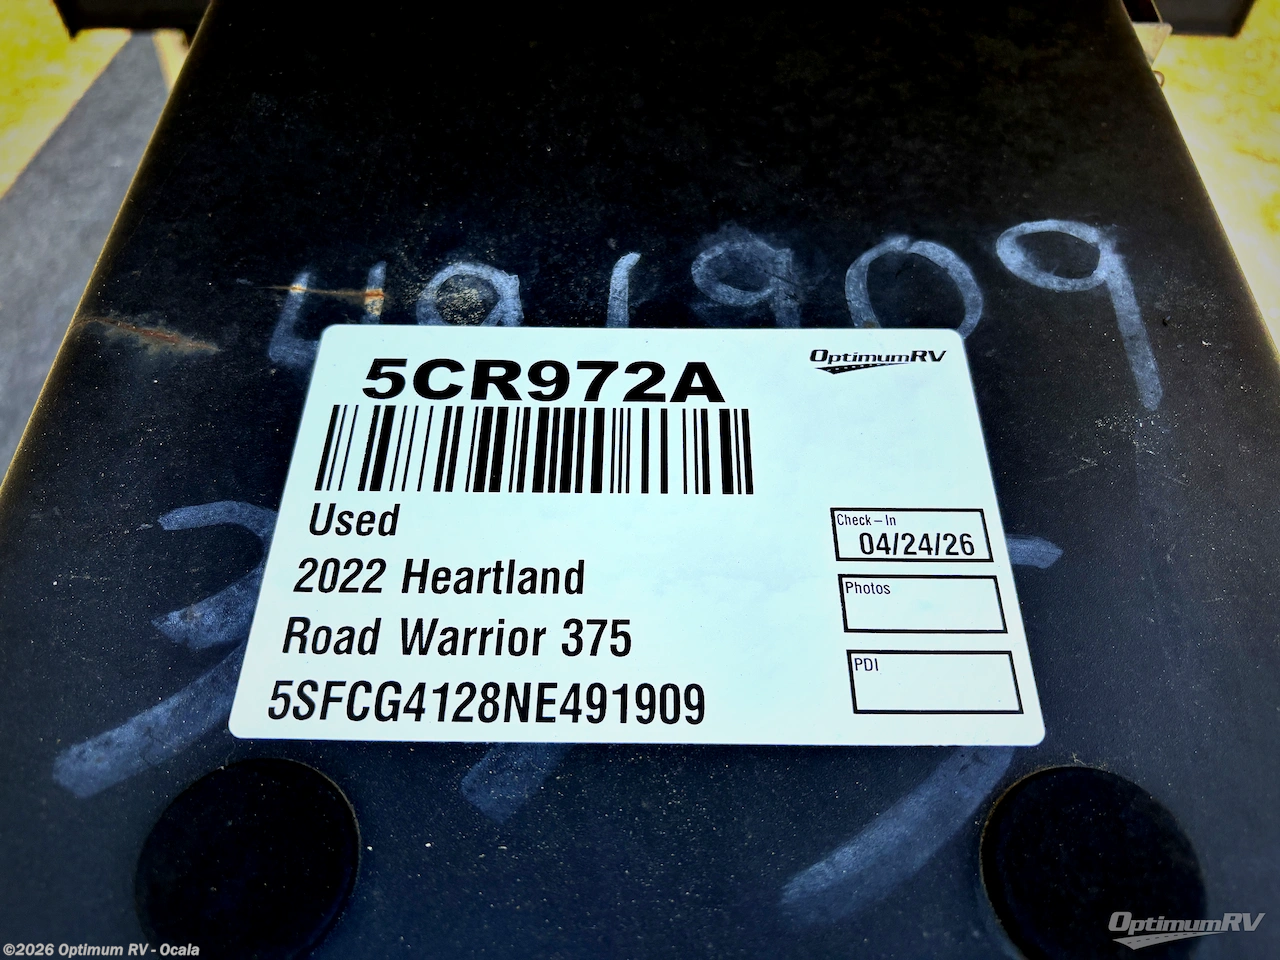 491909
5CR972A
OptimumRV
Used
2022 Heartland
Road Warrior 375
5SFCG4128NE491909
Check-In
04/24/26
Photos
PDI
©2026 Optimum RV - Ocala
OptimumRV